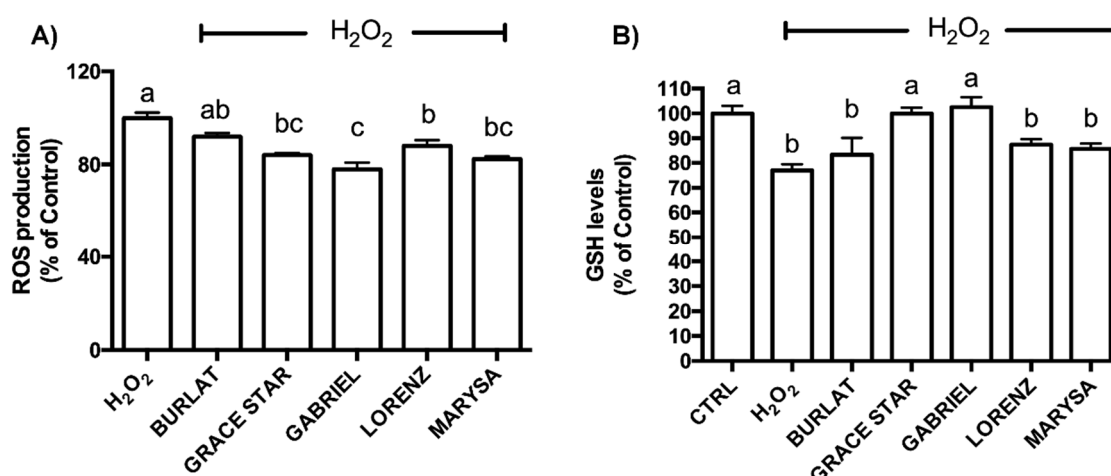 A)
H₂O₂
120
80
40
0
ROS production
(% of Control)
a
ab
bc
c
b
bc
H₂O₂
BURLAT
GRACE STAR
GABRIEL
LORENZ
MARYSA
B)
H₂O₂
110
100
90
80
70
60
50
40
30
20
10
0
GSH levels
(% of Control)
a
b
b
a
a
b
b
CTRL
H₂O₂
BURLAT
GRACE STAR
GABRIEL
LORENZ
MARYSA